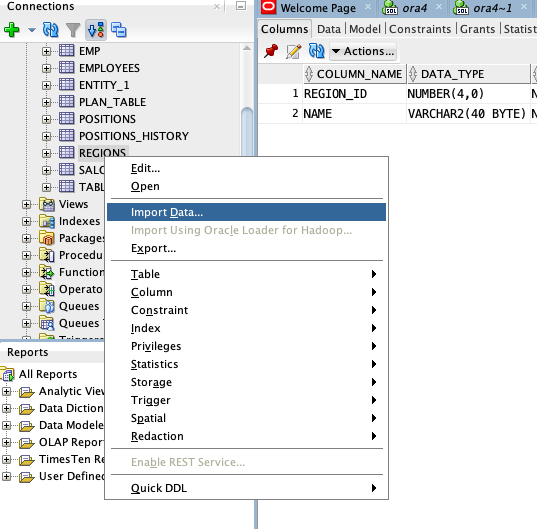 Connections
EMP
EMPLOYEES
ENTITY_1
PLAN_TABLE
POSITIONS
POSITIONS_HISTORY
REGIONS
SALG
TABL
Views
Indexes
Packages
Procedu
Function
Operato
Queues
Queues T
Triggers
Reports
All Reports
Analytic View
Data Diction
Data Modele
OLAP Report
TimesTen Re
User Defined
Edit...
Open
Import Data...
Import Using Oracle Loader for Hadoop...
Export...
Table
Column
Constraint
Index
Privileges
Statistics
Storage
Trigger
Spatial
Redaction
Enable REST Service...
Quick DDL
Welcome Page ora4 ora4~1
Columns Data Model Constraints Grants Statist
Actions...
COLUMN_NAME DATA_TYPE
1 REGION_ID NUMBER(4,0) N
2 NAME VARCHAR2(40 BYTE) N